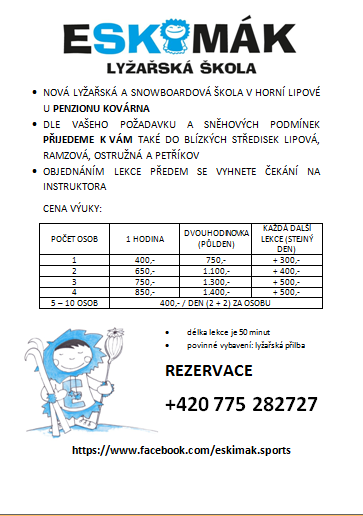 ESKIMÁK
LYŽAŘSKÁ ŠKOLA
• NOVÁ LYŽAŘSKÁ A SNOWBOARDOVÁ ŠKOLA V HORNÍ LIPOVÉ
U PENZIONU KOVÁRNA
• DLE VAŠEHO POŽADAVKU A SNĚHOVÝCH PODMÍNEK
PŘIJEDEME K VÁM TAKÉ DO BLÍZKÝCH STŘEDISEK LIPOVÁ,
RAMZOVÁ, OSTRUŽNÁ A PETŘÍKOV
• OBJEDNÁNÍM LEKCE PŘEDEM SE VYHNETE ČEKÁNÍ NA
INSTRUKTORA
CENA VÝUKY:
POČET OSOB 1 HODINA DVOUHODINOVKA (PŮLDEN) KAŽDÁ DALŠÍ LEKCE (STEJNÝ DEN)
1 400,- 750,- + 300,-
2 650,- 1.100,- + 400,-
3 750,- 1.300,- + 500,-
4 850,- 1.400,- + 500,-
5 – 10 OSOB 400,- / DEN (2 + 2) ZA OSOBU
• délka lekce je 50 minut
• povinné vybavení: lyžařská přilba
REZERVACE
+420 775 282727
https://www.facebook.com/eskimak.sports